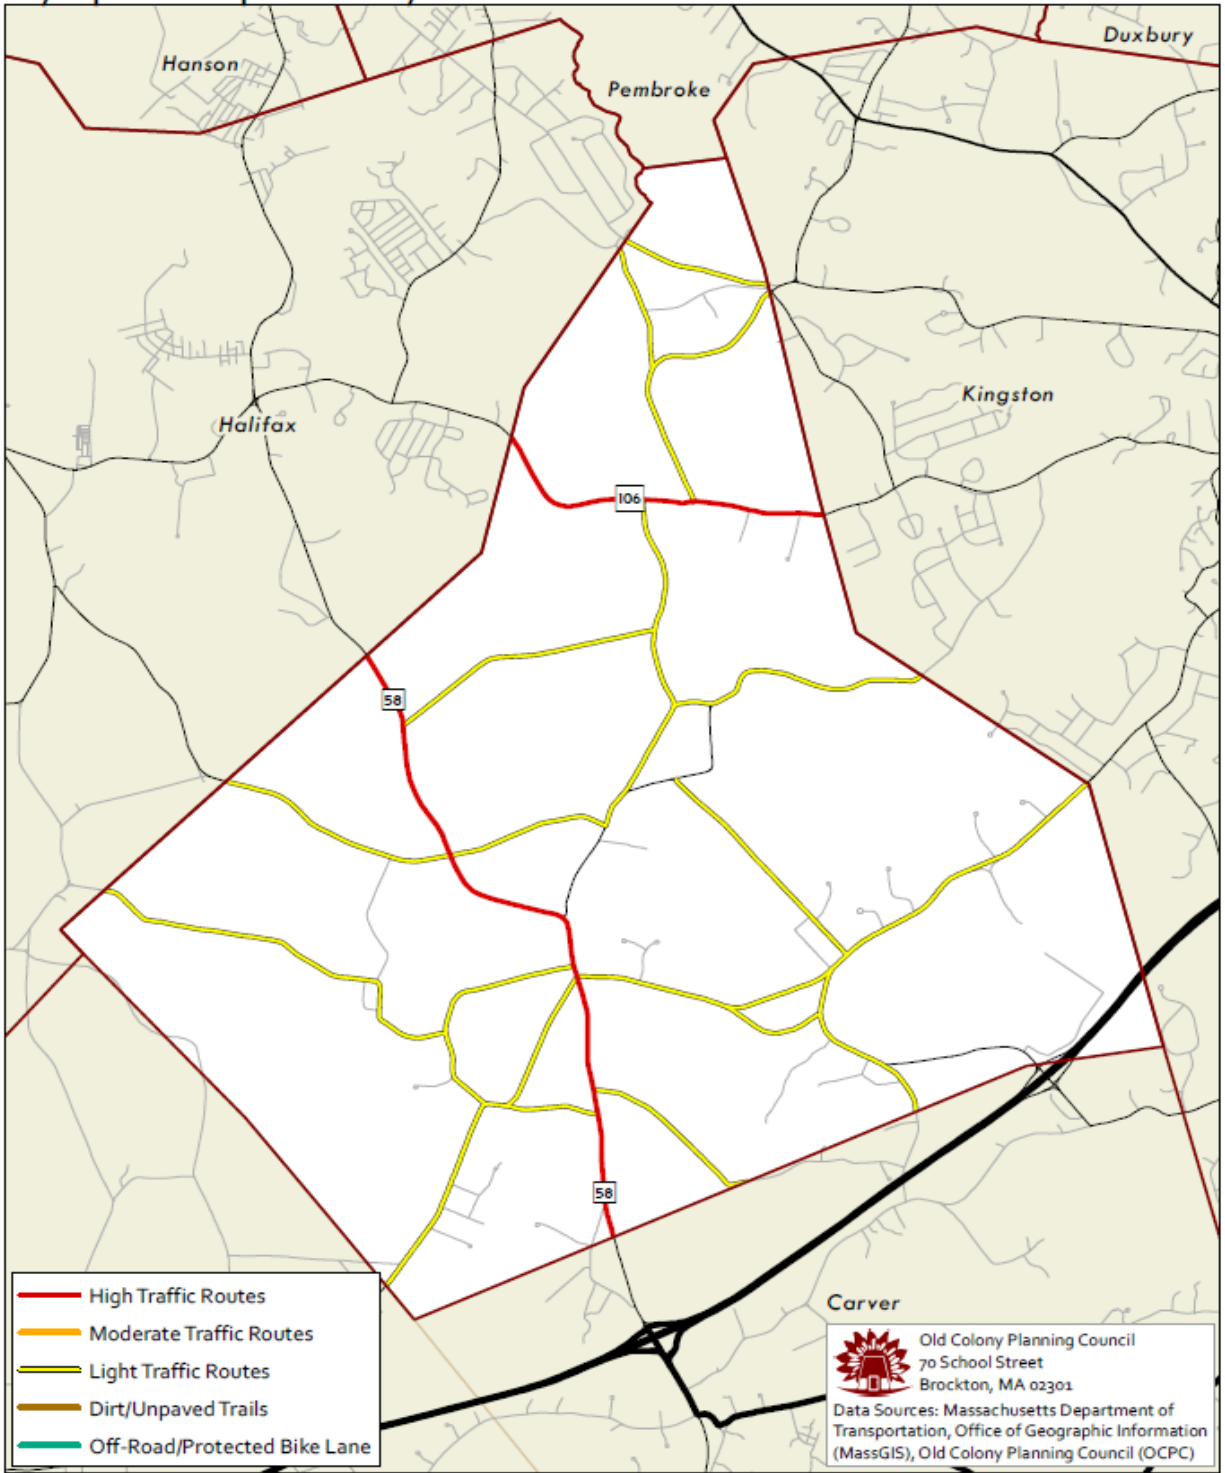 Hanson
Duxbury
Pembroke
Kingston
Halifax
106
58
58
Carver
High Traffic Routes
Moderate Traffic Routes
Light Traffic Routes
Dirt/Unpaved Trails
Off-Road/Protected Bike Lane
Old Colony Planning Council
70 School Street
Brockton, MA 02301
Data Sources: Massachusetts Department of
Transportation, Office of Geographic Information
(MassGIS), Old Colony Planning Council (OCPC)